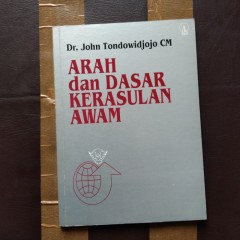 Dr. John Tondowidjojo CM
ARAH
dan DASAR
KERASULAN
AWAM